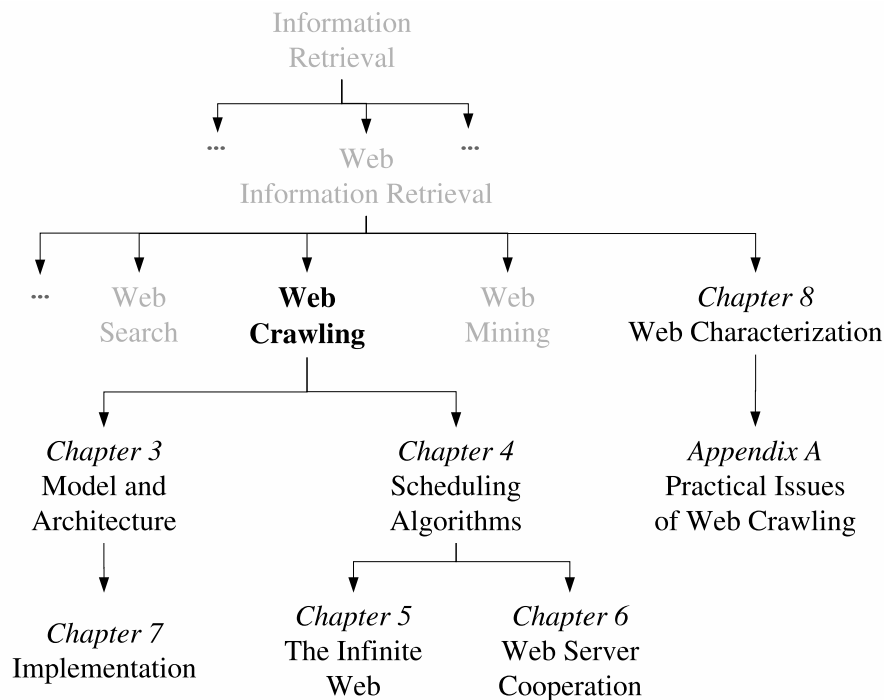 Information
Retrieval
...
...
Web
Information Retrieval
...
Web
Search
Web
Crawling
Web
Mining
Chapter 8
Web Characterization
Chapter 3
Model and
Architecture
Chapter 4
Scheduling
Algorithms
Appendix A
Practical Issues
of Web Crawling
Chapter 7
Implementation
Chapter 5
The Infinite
Web
Chapter 6
Web Server
Cooperation